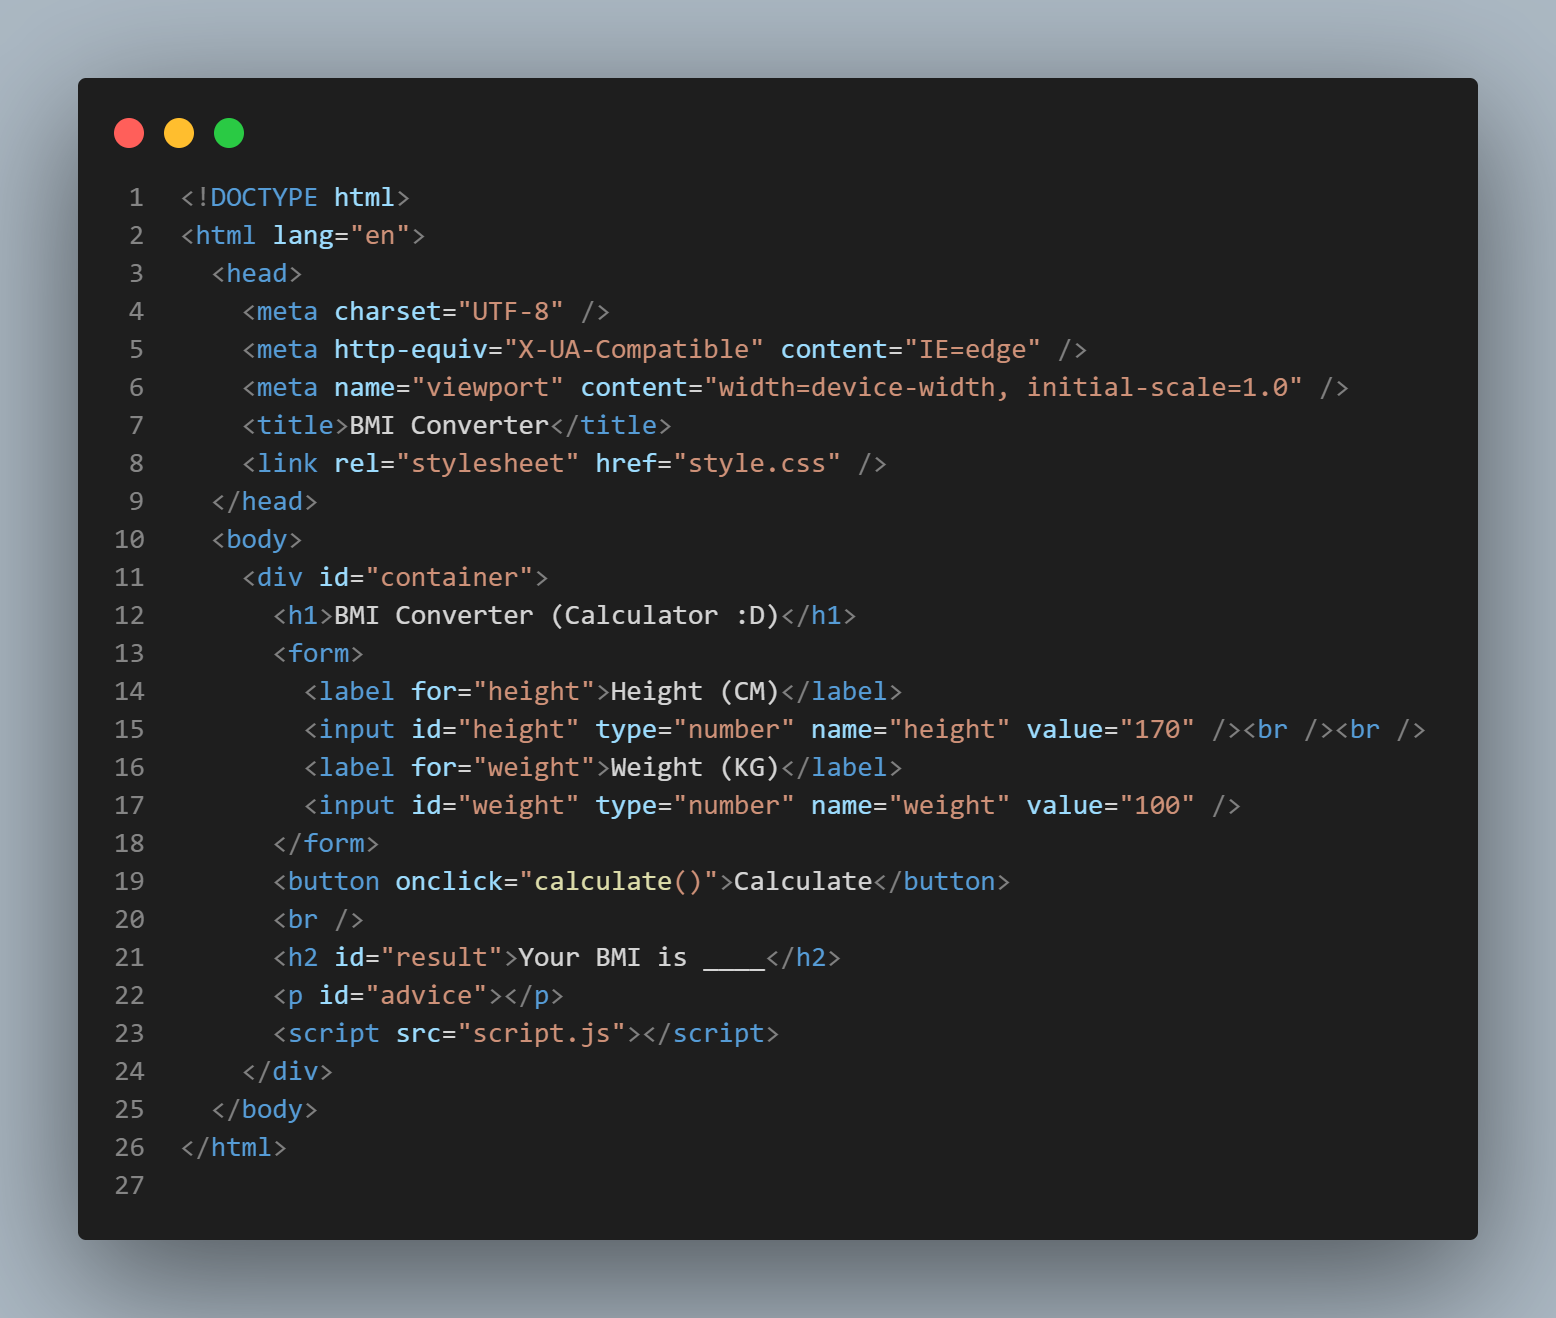 1 <!DOCTYPE html>
2 <html lang="en">
3   <head>
4     <meta charset="UTF-8" />
5     <meta http-equiv="X-UA-Compatible" content="IE=edge" />
6     <meta name="viewport" content="width=device-width, initial-scale=1.0" />
7     <title>BMI Converter</title>
8     <link rel="stylesheet" href="style.css" />
9   </head>
10   <body>
11     <div id="container">
12       <h1>BMI Converter (Calculator :D)</h1>
13       <form>
14         <label for="height">Height (CM)</label>
15         <input id="height" type="number" name="height" value="170" /><br /><br />
16         <label for="weight">Weight (KG)</label>
17         <input id="weight" type="number" name="weight" value="100" />
18       </form>
19       <button onclick="calculate()">Calculate</button>
20       <br />
21       <h2 id="result">Your BMI is ____</h2>
22       <p id="advice"></p>
23       <script src="script.js"></script>
24     </div>
25   </body>
26 </html>
27